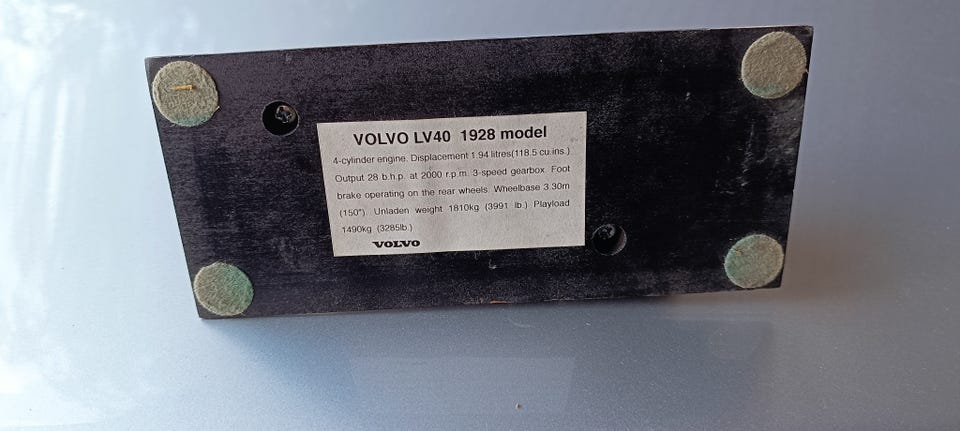 VOLVO LV40 1928 model
4-cylinder engine. Displacement 1.94 litres(118.5 cu.ins.)
Output 28 b.h.p. at 2000 r.p.m. 3-speed gearbox. Foot
brake operating on the rear wheels. Wheelbase 3.30m
(150"). Unladen weight 1810kg (3991 lb.) Playload
1490kg (3285lb.)
VOLVO